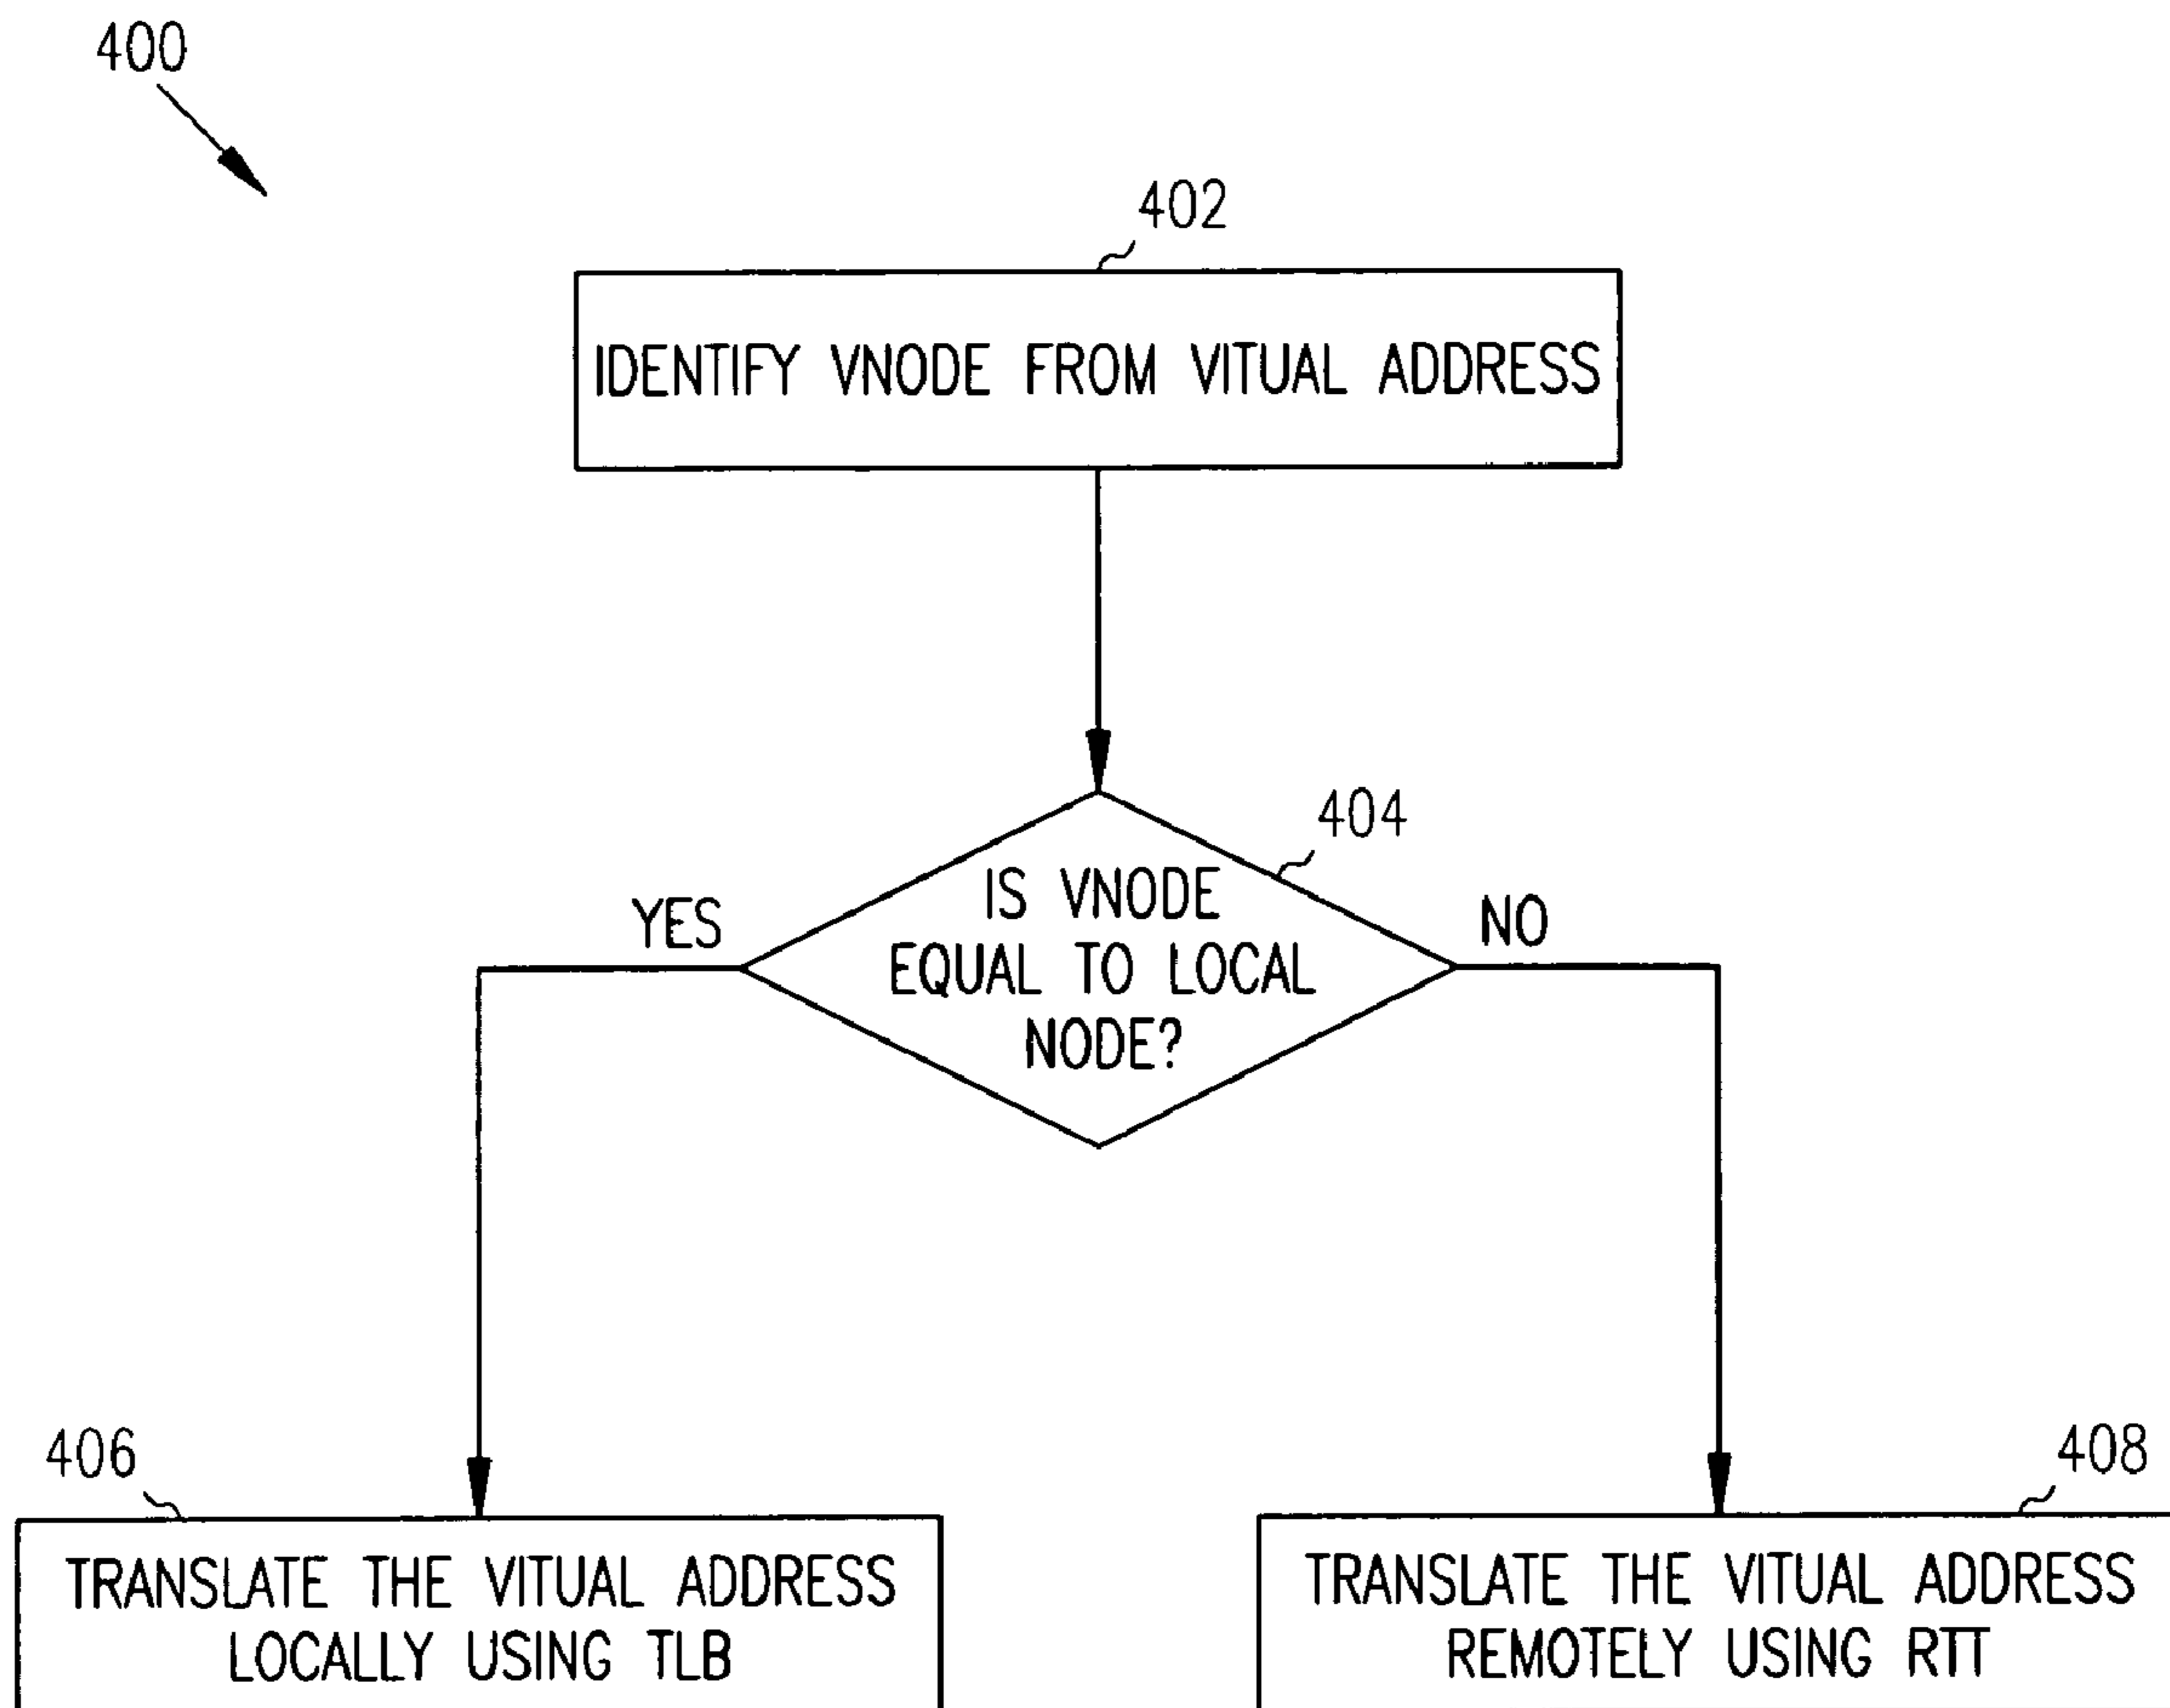 400
402
IDENTIFY VNODE FROM VITUAL ADDRESS
404
IS VNODE
EQUAL TO LOCAL
NODE?
YES
NO
406
TRANSLATE THE VITUAL ADDRESS
LOCALLY USING TLB
408
TRANSLATE THE VITUAL ADDRESS
REMOTELY USING RTT